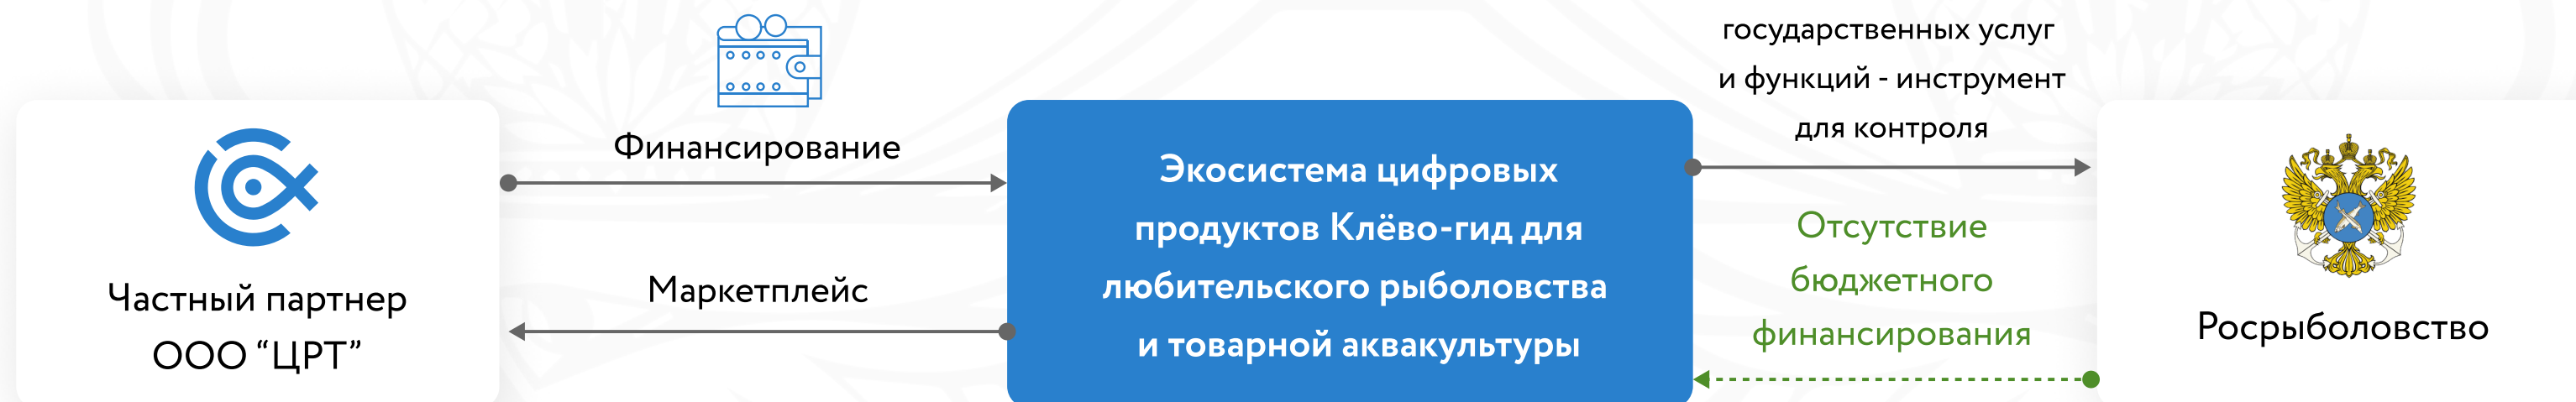 Частный партнер
ООО “ЦРТ”
Финансирование
Маркетплейс
Экосистема цифровых
продуктов Клёво-гид для
любительского рыболовства
и товарной аквакультуры
государственных услуг
и функций - инструмент
для контроля
Отсутствие
бюджетного
финансирования
Росрыболовство